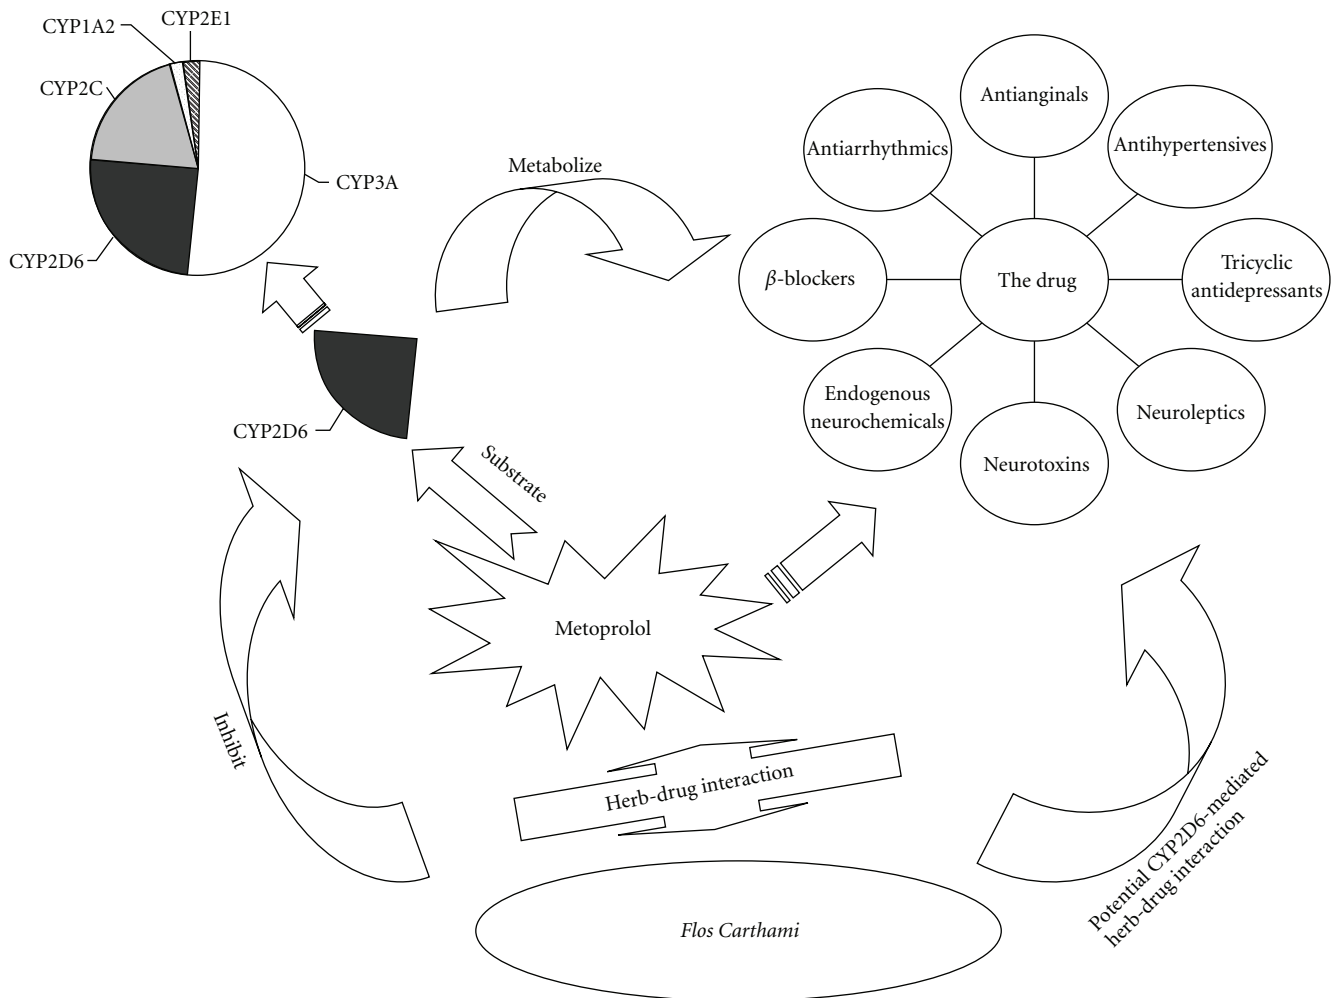 CYP2E1
CYP1A2
CYP2C
CYP3A
CYP2D6
Metabolize
Antianginals
Antiarrhythmics
Antihypertensives
β-blockers
The drug
Tricyclic
antidepressants
Endogenous
neurochemicals
Neurotoxins
Neuroleptics
CYP2D6
Substrate
Metoprolol
Inhibit
Herb-drug interaction
Potential CYP2D6-mediated
herb-drug interaction
Flos Carthami